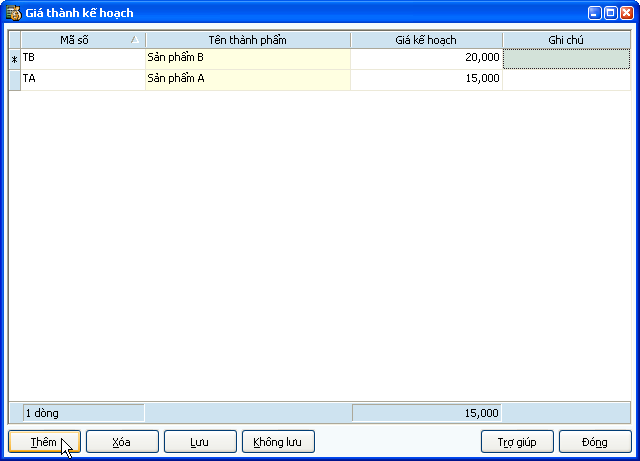 Giá thành kế hoạch
Mã số Tên thành phẩm Giá kế hoạch Ghi chú
* TB Sản phẩm B 20,000
TA Sản phẩm A 15,000
1 dòng 15,000
Thêm Xóa Lưu Không lưu Trợ giúp Đóng